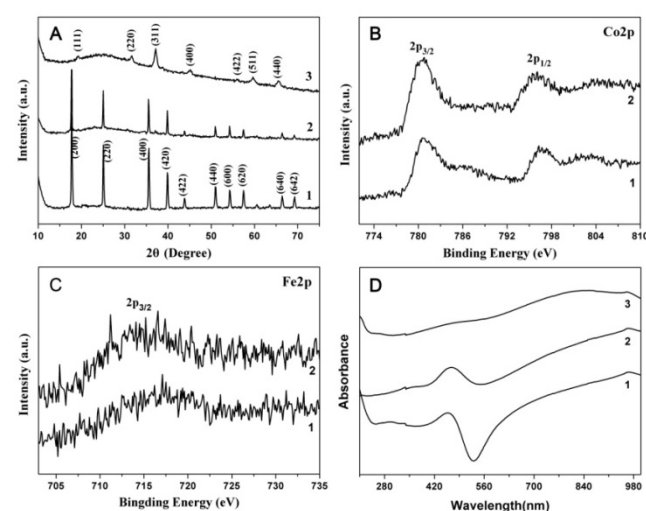 A
(111)
(220)
(311)
(400)
(422)
(511)
(440)
3
2
1
(200)
(220)
(400)
(420)
(422)
(440)
(600)
(620)
(640)
(642)
Intensity (a.u.)
10 20 30 40 50 60 70
2θ (Degree)
B
Co2p
2p3/2
2p1/2
2
1
Intensity (a.u.)
774 780 786 792 798 804 810
Binding Energy (eV)
C
Fe2p
2p3/2
2
1
Intensity (a.u.)
705 710 715 720 725 730 735
Bingding Energy (eV)
D
3
2
1
Absorbance
280 420 560 700 840 980
Wavelength(nm)